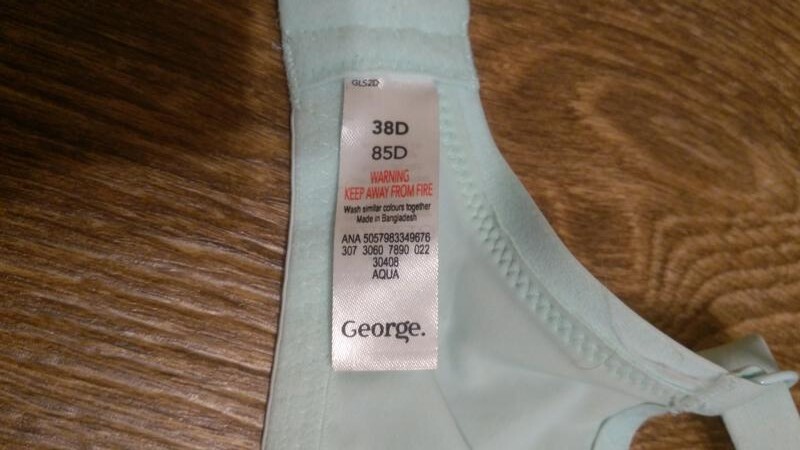 GLS2D
38D
85D
WARNING
KEEP AWAY FROM FIRE
Wash similar colours together
Made in Bangladesh
ANA 5057983349676
307 3060 7890 022
30408
AQUA
George.